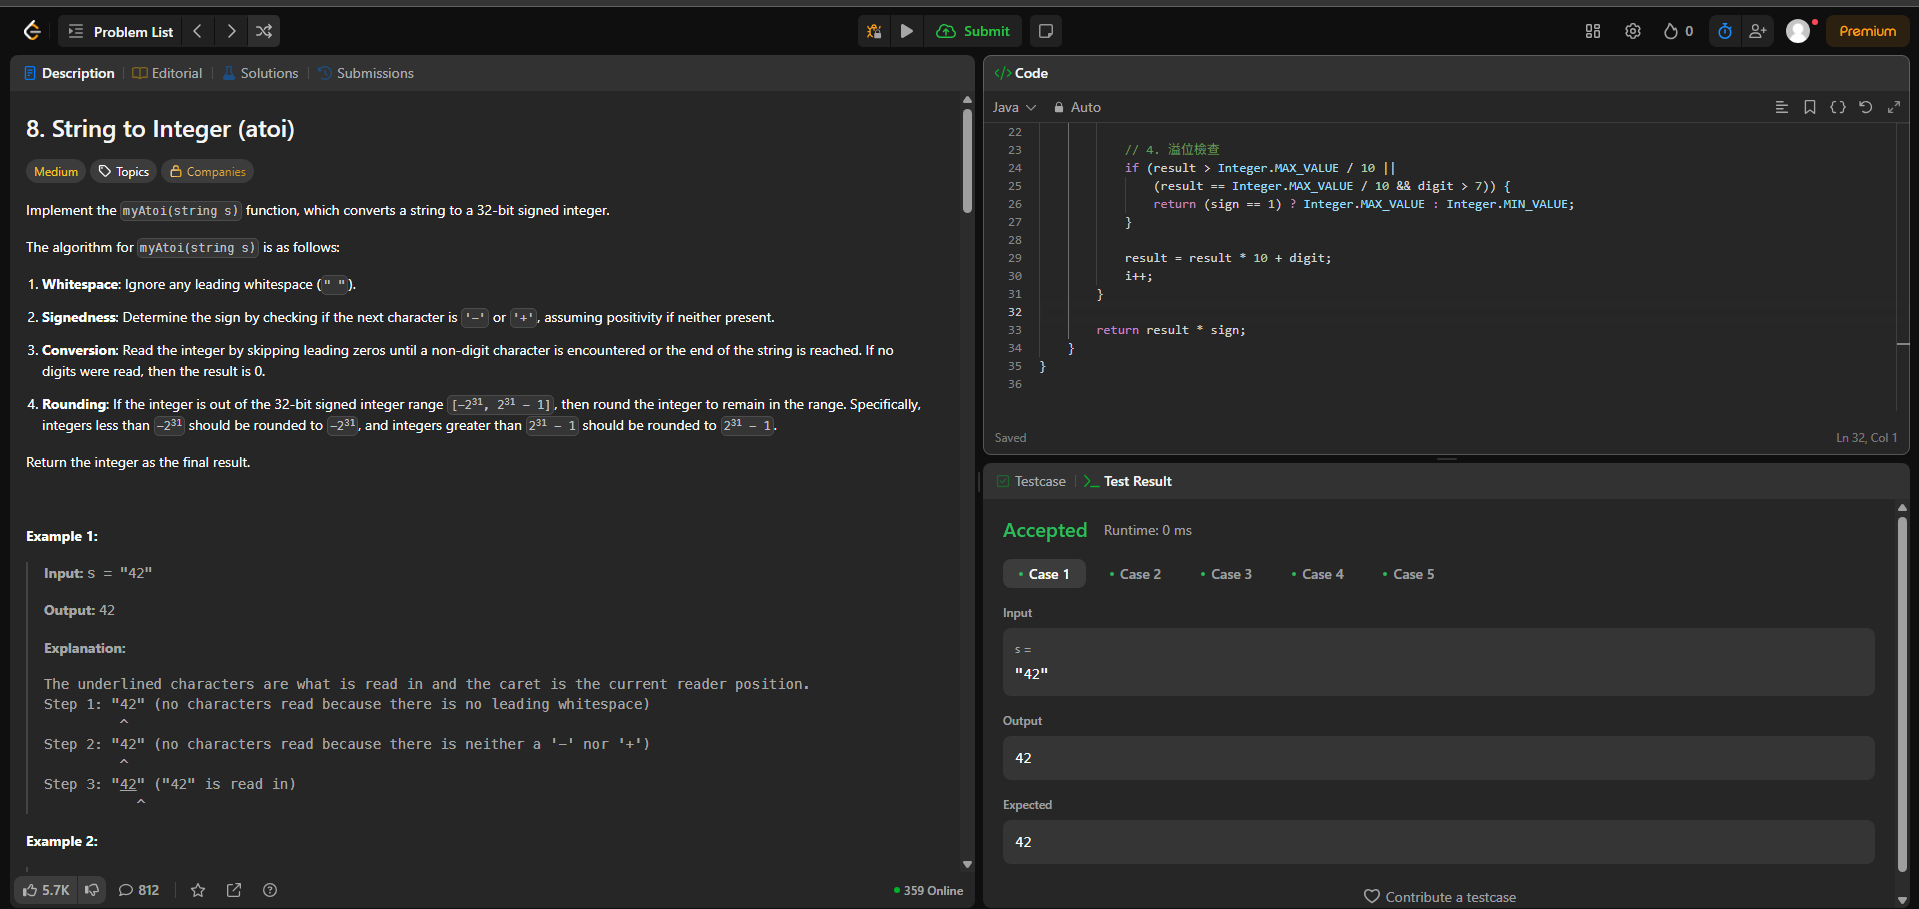 Problem List
Submit
0
Premium
Description
Editorial
Solutions
Submissions
8. String to Integer (atoi)
Medium
Topics
Companies
Implement the myAtoi(string s) function, which converts a string to a 32-bit signed integer.
The algorithm for myAtoi(string s) is as follows:
1. Whitespace: Ignore any leading whitespace (" ").
2. Signedness: Determine the sign by checking if the next character is '-' or '+', assuming positivity if neither present.
3. Conversion: Read the integer by skipping leading zeros until a non-digit character is encountered or the end of the string is reached. If no
digits were read, then the result is 0.
4. Rounding: If the integer is out of the 32-bit signed integer range [-2³¹, 2³¹ - 1], then round the integer to remain in the range. Specifically,
integers less than -2³¹ should be rounded to -2³¹, and integers greater than 2³¹ - 1 should be rounded to 2³¹ - 1.
Return the integer as the final result.
Example 1:
Input: s = "42"
Output: 42
Explanation:
The underlined characters are what is read in and the caret is the current reader position.
Step 1: "42" (no characters read because there is no leading whitespace)
^
Step 2: "42" (no characters read because there is neither a '-' nor '+')
^
Step 3: "42" ("42" is read in)
^
Example 2:
5.7K
812
359 Online
</> Code
Java
Auto
22
23 // 4. 溢位檢查
24 if (result > Integer.MAX_VALUE / 10 ||
25 (result == Integer.MAX_VALUE / 10 && digit > 7)) {
26 return (sign == 1) ? Integer.MAX_VALUE : Integer.MIN_VALUE;
27 }
28
29 result = result * 10 + digit;
30 i++;
31 }
32
33 return result * sign;
34 }
35 }
36
Saved
Ln 32, Col 1
Testcase
Test Result
Accepted
Runtime: 0 ms
Case 1
Case 2
Case 3
Case 4
Case 5
Input
s =
"42"
Output
42
Expected
42
Contribute a testcase